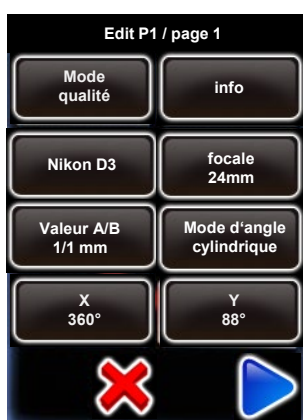 Edit P1 / page 1
Mode
qualité
info
Nikon D3
focale
24mm
Valeur A/B
1/1 mm
Mode d‘angle
cylindrique
X
360°
Y
88°